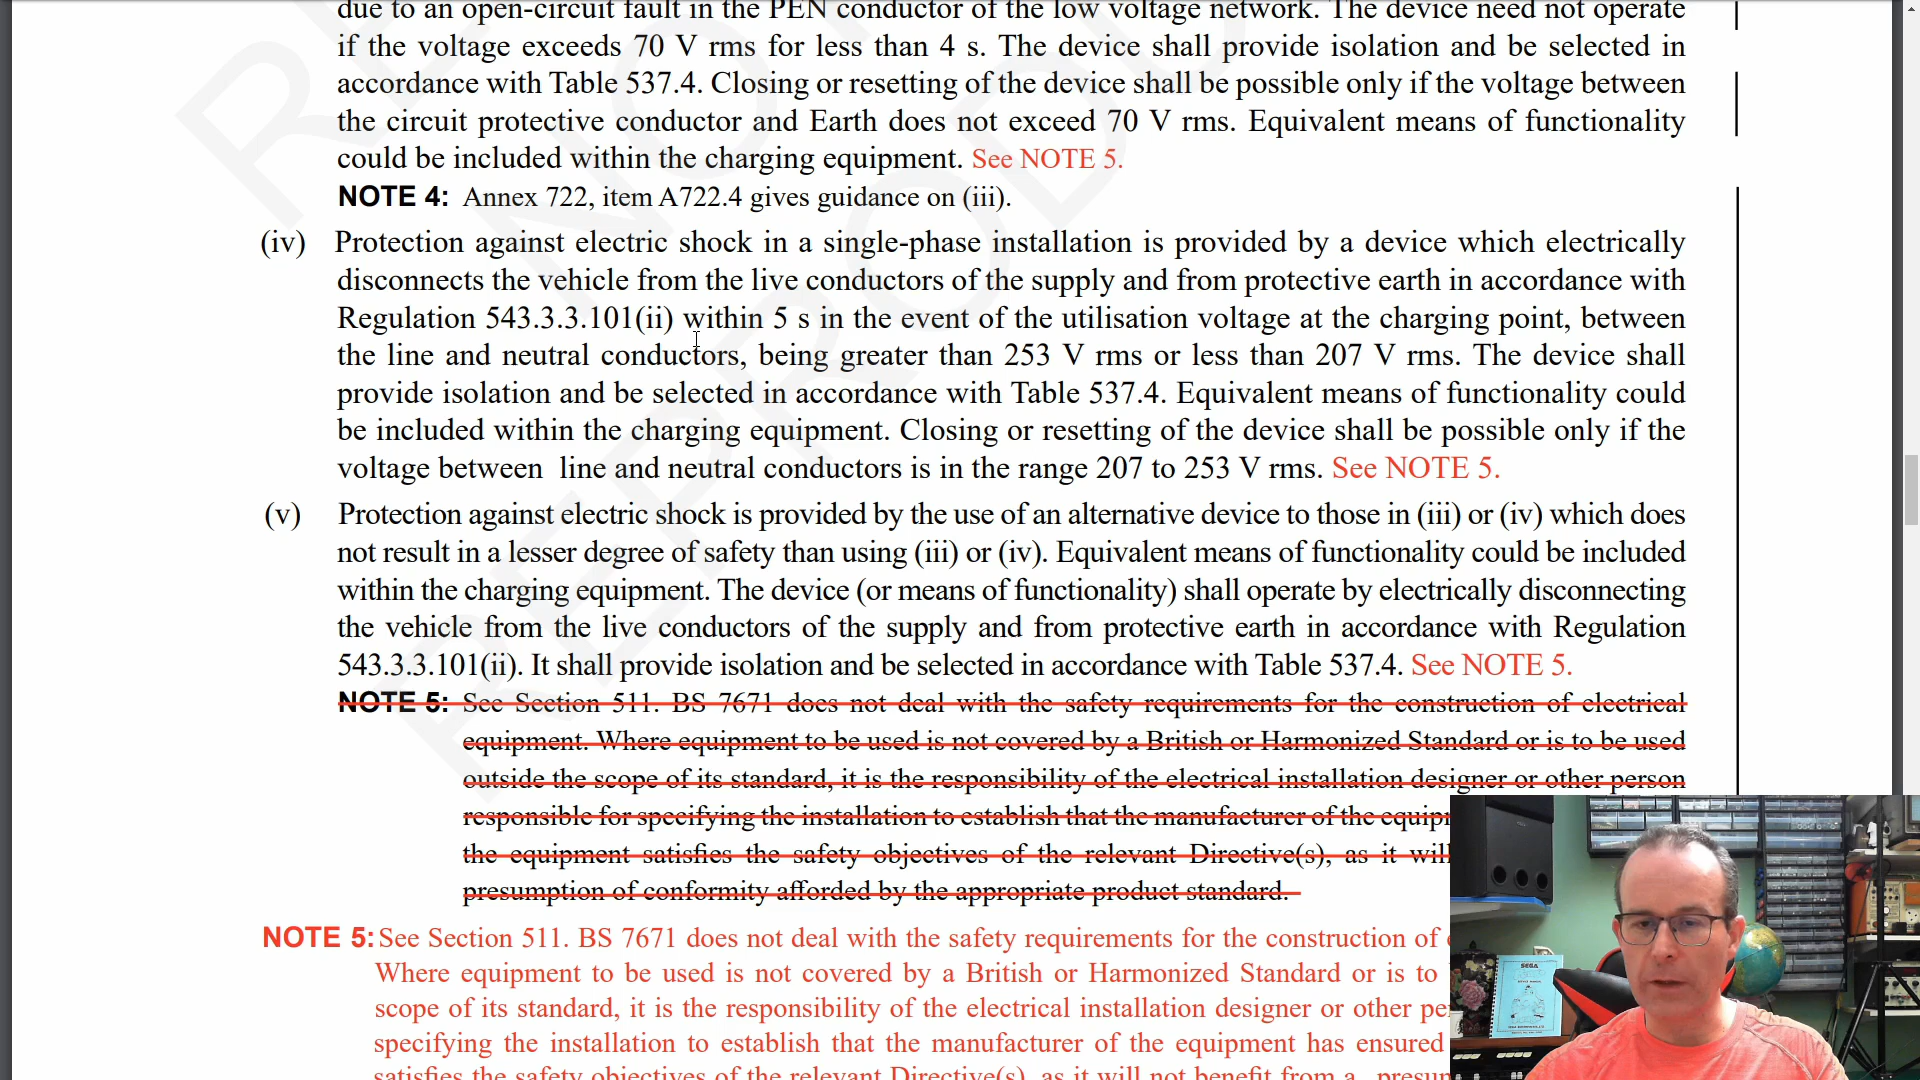 due to an open-circuit fault in the PEN conductor of the low voltage network. The device need not operate
if the voltage exceeds 70 V rms for less than 4 s. The device shall provide isolation and be selected in
accordance with Table 537.4. Closing or resetting of the device shall be possible only if the voltage between
the circuit protective conductor and Earth does not exceed 70 V rms. Equivalent means of functionality
could be included within the charging equipment. See NOTE 5.
NOTE 4: Annex 722, item A722.4 gives guidance on (iii).
(iv) Protection against electric shock in a single-phase installation is provided by a device which electrically
disconnects the vehicle from the live conductors of the supply and from protective earth in accordance with
Regulation 543.3.3.101(ii) within 5 s in the event of the utilisation voltage at the charging point, between
the line and neutral conductors, being greater than 253 V rms or less than 207 V rms. The device shall
provide isolation and be selected in accordance with Table 537.4. Equivalent means of functionality could
be included within the charging equipment. Closing or resetting of the device shall be possible only if the
voltage between line and neutral conductors is in the range 207 to 253 V rms. See NOTE 5.
(v) Protection against electric shock is provided by the use of an alternative device to those in (iii) or (iv) which does
not result in a lesser degree of safety than using (iii) or (iv). Equivalent means of functionality could be included
within the charging equipment. The device (or means of functionality) shall operate by electrically disconnecting
the vehicle from the live conductors of the supply and from protective earth in accordance with Regulation
543.3.3.101(ii). It shall provide isolation and be selected in accordance with Table 537.4. See NOTE 5.
NOTE 5: See Section 511. BS 7671 does not deal with the safety requirements for the construction of electrical
equipment. Where equipment to be used is not covered by a British or Harmonized Standard or is to be used
outside the scope of its standard, it is the responsibility of the electrical installation designer or other person
responsible for specifying the installation to establish that the manufacturer of the equip
the equipment satisfies the safety objectives of the relevant Directive(s), as it will
presumption of conformity afforded by the appropriate product standard.
NOTE 5: See Section 511. BS 7671 does not deal with the safety requirements for the construction of
Where equipment to be used is not covered by a British or Harmonized Standard or is to
scope of its standard, it is the responsibility of the electrical installation designer or other per
specifying the installation to establish that the manufacturer of the equipment has ensured
satisfies the safety objectives of the relevant Directive(s), as it will not benefit from a presum
SEGA